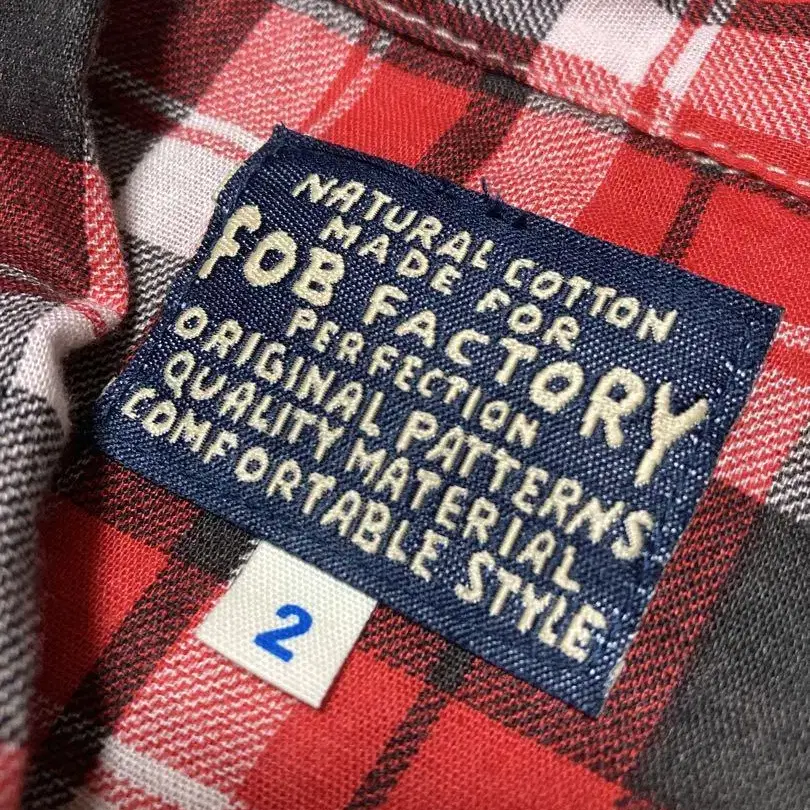 NATURAL COTTON
MADE FOR
FOB FACTORY
PERFECTION
ORIGINAL PATTERNS
QUALITY MATERIAL
COMFORTABLE STYLE
2